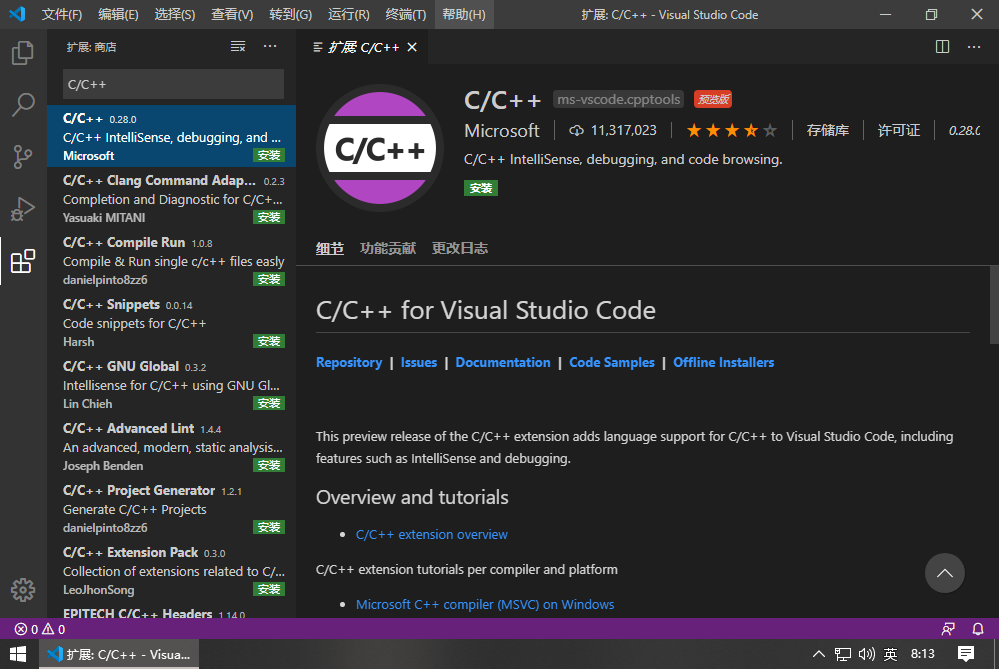 文件(F) 编辑(E) 选择(S) 查看(V) 转到(G) 运行(R) 终端(T) 帮助(H) 扩展: C/C++ - Visual Studio Code
扩展: 商店
C/C++
C/C++ 0.28.0
C/C++ IntelliSense, debugging, and ...
Microsoft 安装
C/C++ Clang Command Adap... 0.2.3
Completion and Diagnostic for C/C+...
Yasuaki MITANI 安装
C/C++ Compile Run 1.0.8
Compile & Run single c/c++ files easly
danielpinto8zz6 安装
C/C++ Snippets 0.0.14
Code snippets for C/C++
Harsh 安装
C/C++ GNU Global 0.3.2
Intellisense for C/C++ using GNU Gl...
Lin Chieh 安装
C/C++ Advanced Lint 1.4.4
An advanced, modern, static analysis...
Joseph Benden 安装
C/C++ Project Generator 1.2.1
Generate C/C++ Projects
danielpinto8zz6 安装
C/C++ Extension Pack 0.3.0
Collection of extensions related to C/...
LeoJhonSong 安装
EPITECH C/C++ Headers 1.14.0
扩展 C/C++
C/C++
C/C++ ms-vscode.cpptools 预览版
Microsoft 11,317,023 存储库 许可证 0.28.0
C/C++ IntelliSense, debugging, and code browsing.
安装
细节 功能贡献 更改日志
C/C++ for Visual Studio Code
Repository | Issues | Documentation | Code Samples | Offline Installers
This preview release of the C/C++ extension adds language support for C/C++ to Visual Studio Code, including
features such as IntelliSense and debugging.
Overview and tutorials
• C/C++ extension overview
C/C++ extension tutorials per compiler and platform
• Microsoft C++ compiler (MSVC) on Windows
0 0
扩展: C/C++ - Visua... 英 8:13